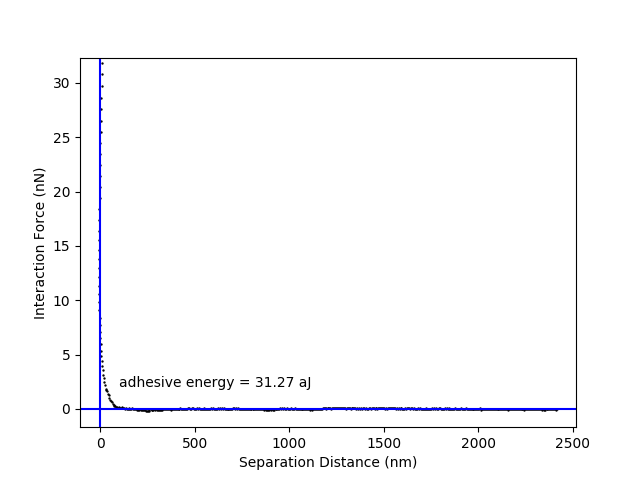 30
25
20
15
10
5
0
Interaction Force (nN)
adhesive energy = 31.27 aJ
0 500 1000 1500 2000 2500
Separation Distance (nm)